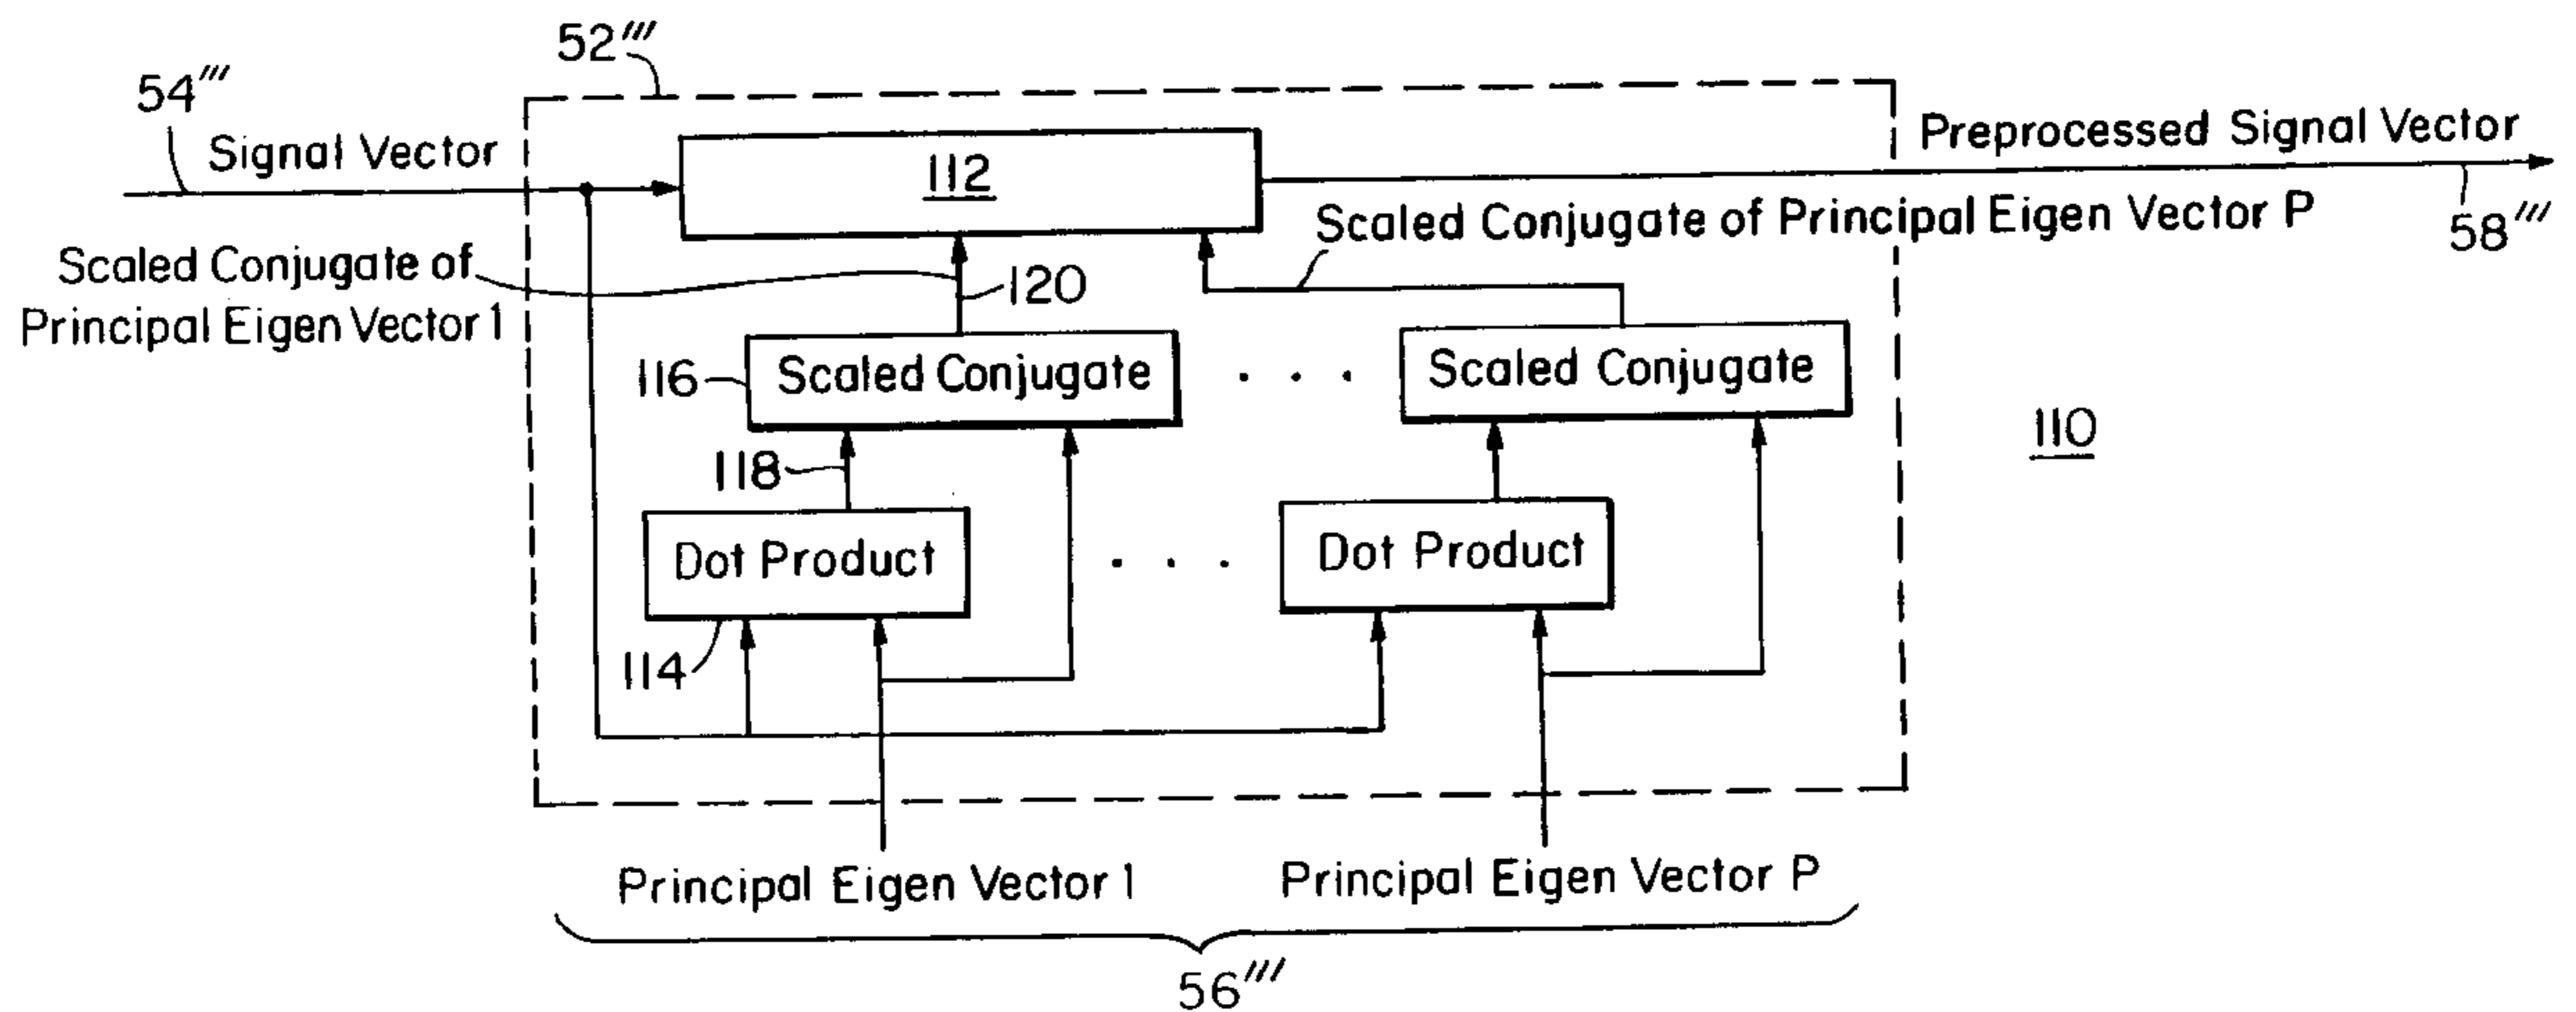 52‴
54‴
Signal Vector
112
Preprocessed Signal Vector
58‴
Scaled Conjugate of Principal Eigen Vector P
Scaled Conjugate of
Principal Eigen Vector 1
120
116
Scaled Conjugate
. . .
Scaled Conjugate
110
118
Dot Product
. . .
Dot Product
114
Principal Eigen Vector 1
Principal Eigen Vector P
56‴